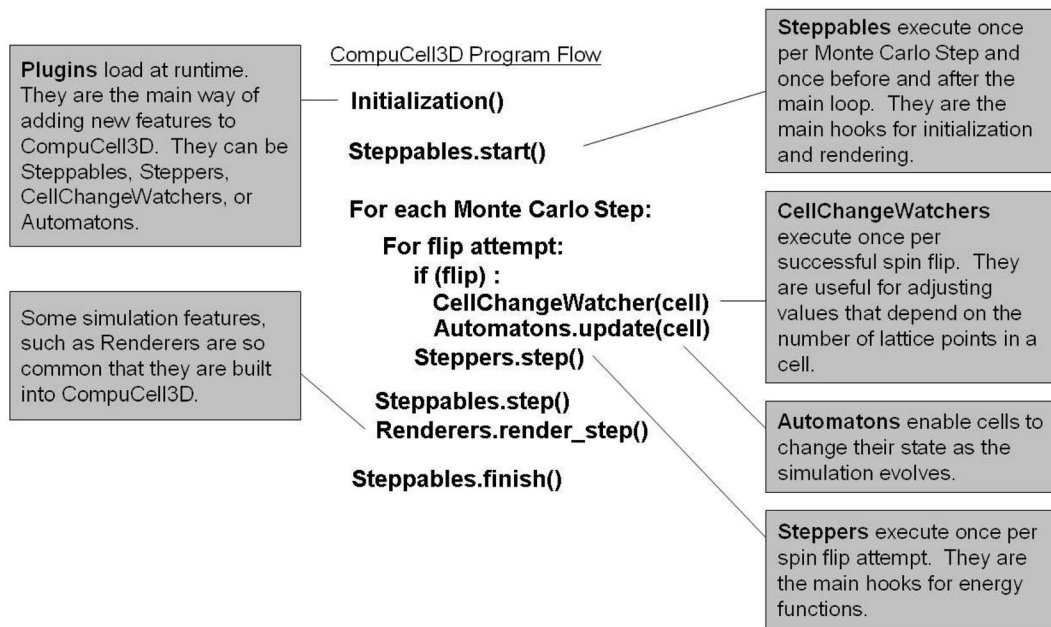 CompuCell3D Program Flow
Plugins load at runtime.
They are the main way of
adding new features to
CompuCell3D. They can be
Steppables, Steppers,
CellChangeWatchers, or
Automatons.
Some simulation features,
such as Renderers are so
common that they are built
into CompuCell3D.
Initialization()
Steppables.start()
For each Monte Carlo Step:
For flip attempt:
if (flip) :
CellChangeWatcher(cell)
Automatons.update(cell)
Steppers.step()
Steppables.step()
Renderers.render_step()
Steppables.finish()
Steppables execute once
per Monte Carlo Step and
once before and after the
main loop. They are the
main hooks for initialization
and rendering.
CellChangeWatchers
execute once per
successful spin flip. They
are useful for adjusting
values that depend on the
number of lattice points in a
cell.
Automatons enable cells to
change their state as the
simulation evolves.
Steppers execute once per
spin flip attempt. They are
the main hooks for energy
functions.